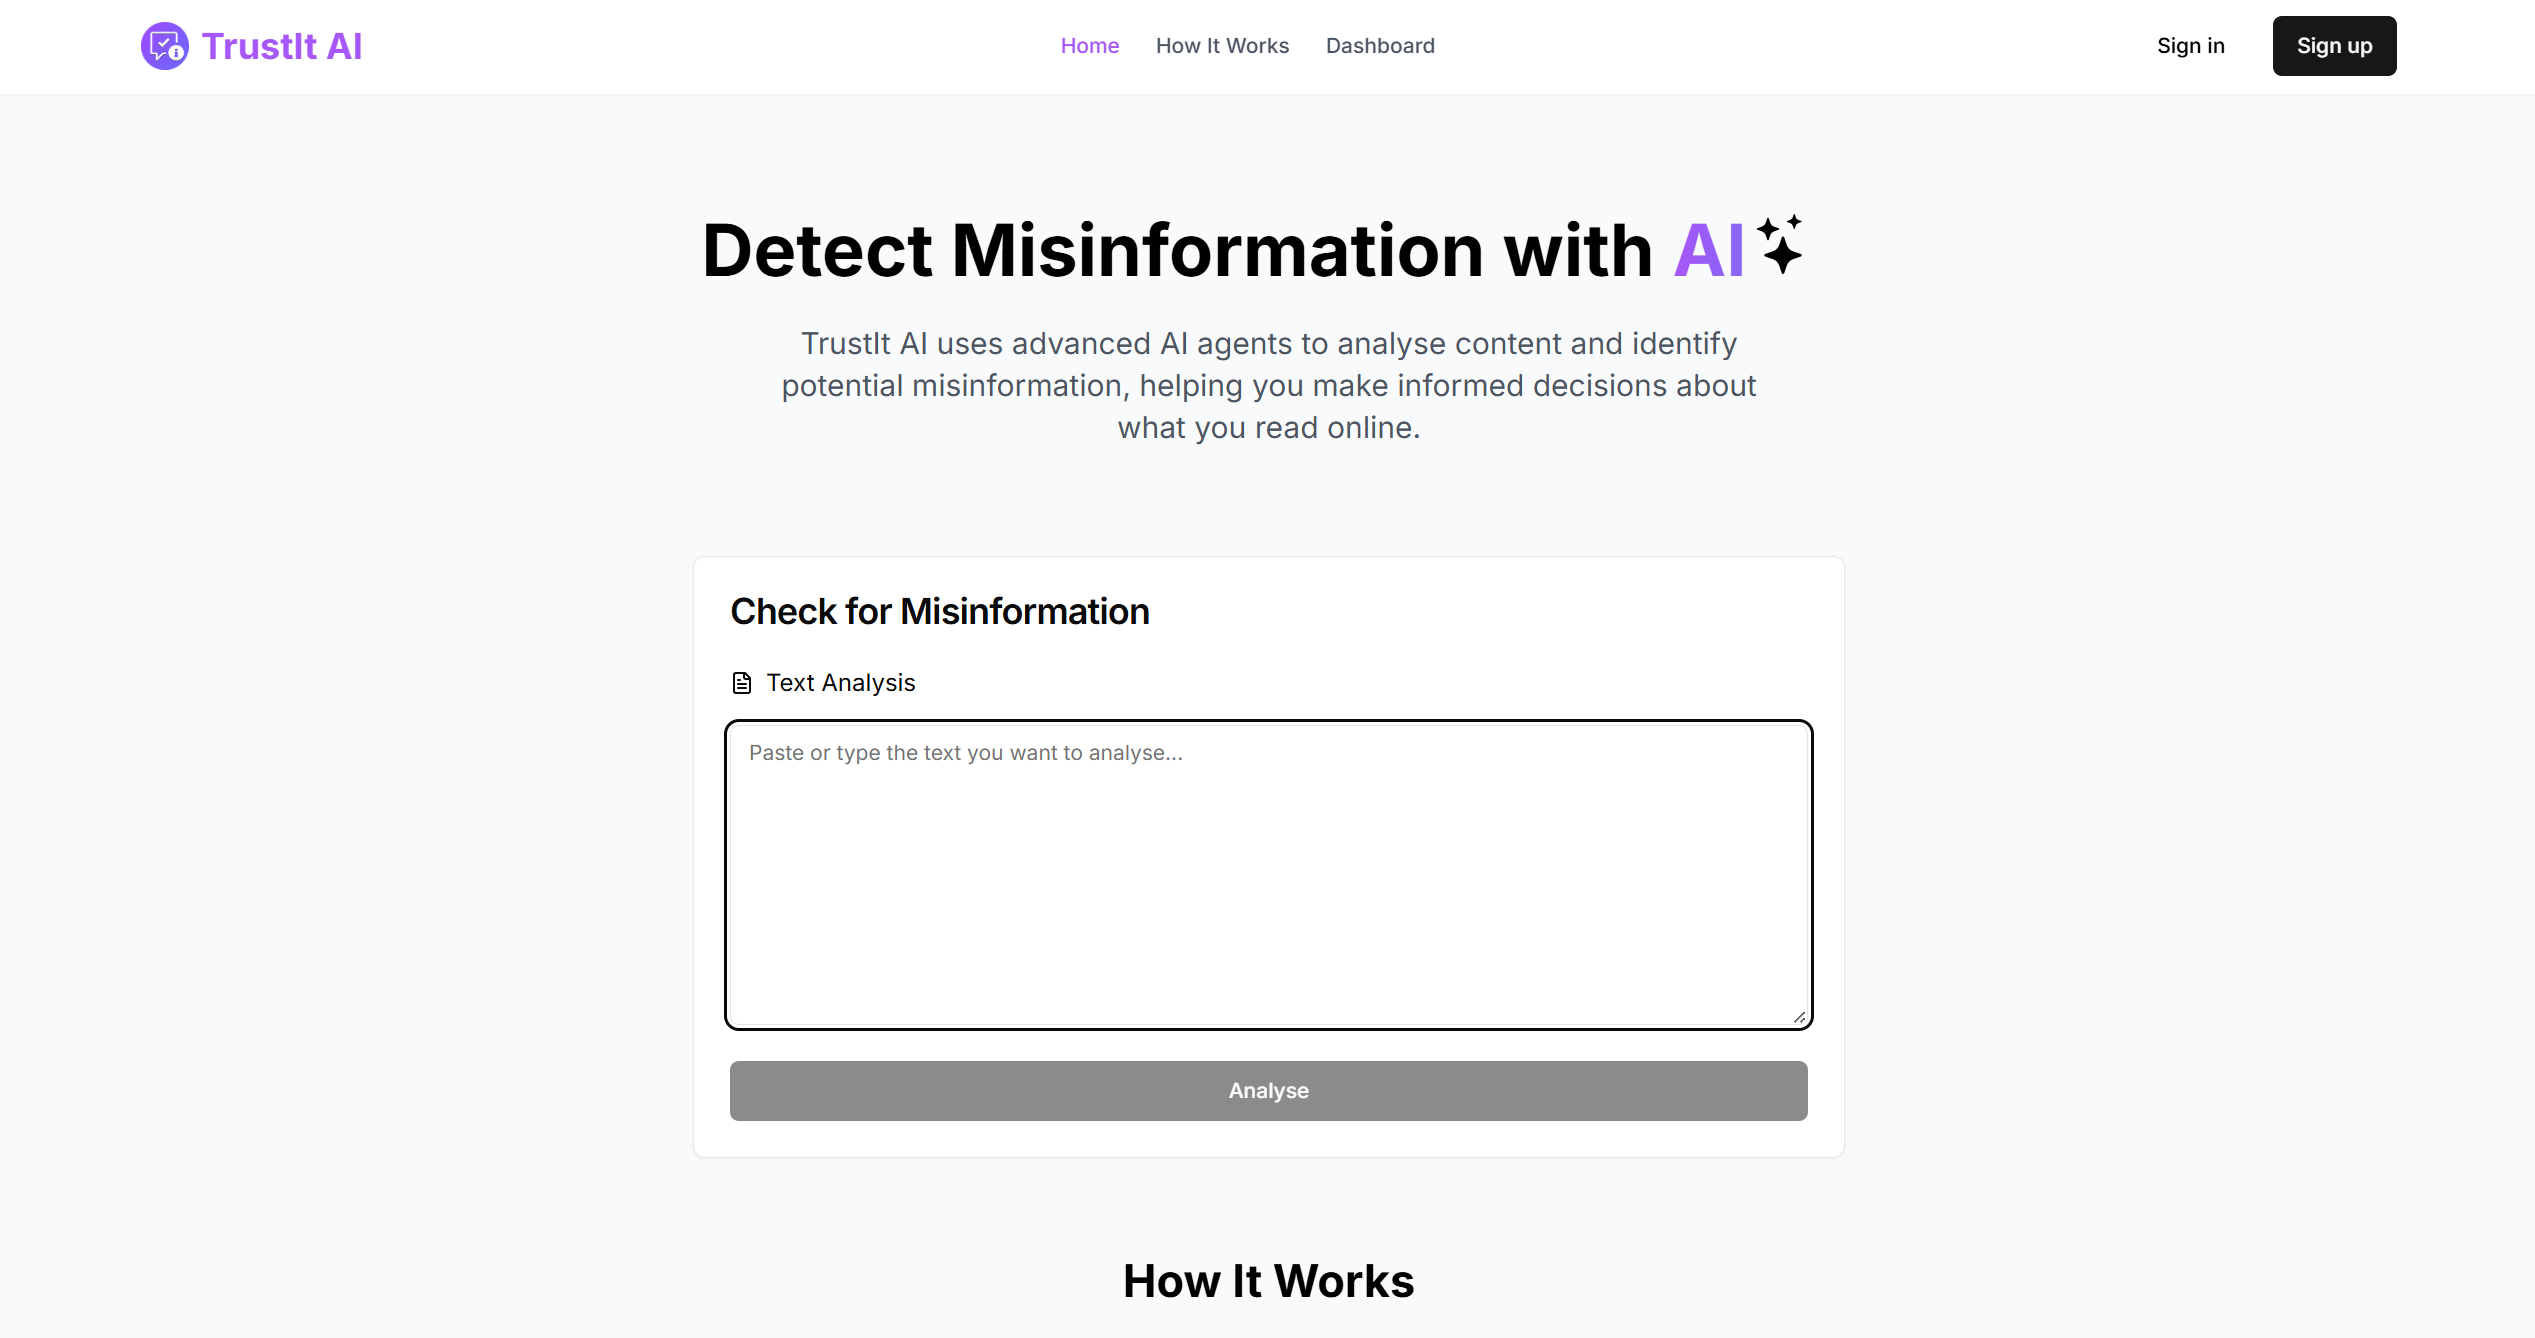 TrustIt AI
Home
How It Works
Dashboard
Sign in
Sign up
Detect Misinformation with AI
TrustIt AI uses advanced AI agents to analyse content and identify
potential misinformation, helping you make informed decisions about
what you read online.
Check for Misinformation
Text Analysis
Paste or type the text you want to analyse...
Analyse
How It Works